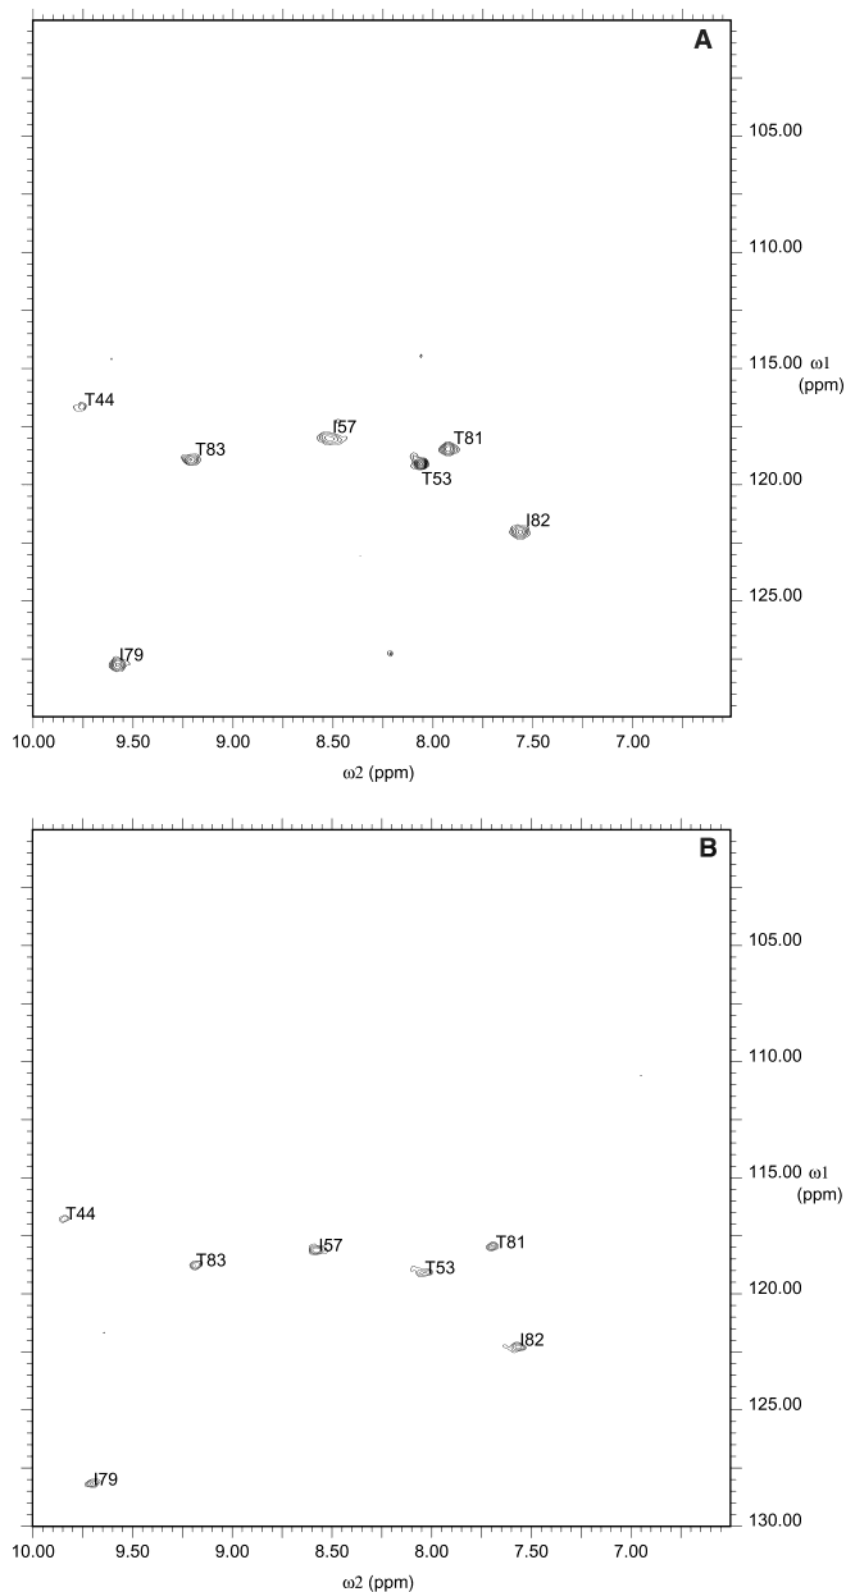 A
105.00
110.00
115.00 ω1
(ppm)
T44
I57
T81
T83
T53
120.00
I82
125.00
I79
10.00 9.50 9.00 8.50 8.00 7.50 7.00
ω2 (ppm)
B
105.00
110.00
115.00 ω1
(ppm)
T44
I57
T81
T83
T53
120.00
I82
125.00
I79
130.00
10.00 9.50 9.00 8.50 8.00 7.50 7.00
ω2 (ppm)